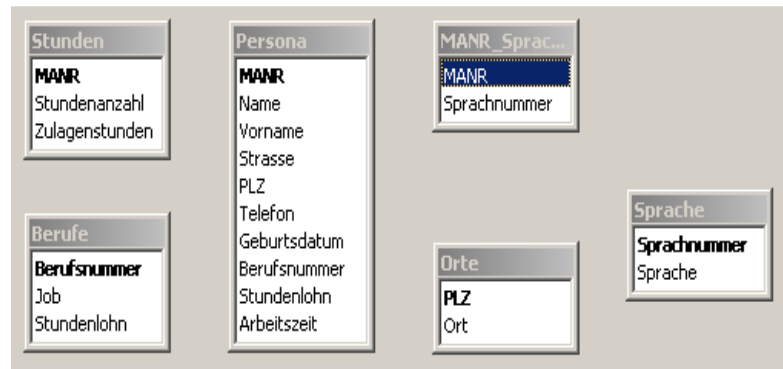 Stunden
MANR
Stundenanzahl
Zulagenstunden
Persona
MANR
Name
Vorname
Strasse
PLZ
Telefon
Geburtsdatum
Berufsnummer
Stundenlohn
Arbeitszeit
MANR_Sprac...
MANR
Sprachnummer
Berufe
Berufsnummer
Job
Stundenlohn
Orte
PLZ
Ort
Sprache
Sprachnummer
Sprache